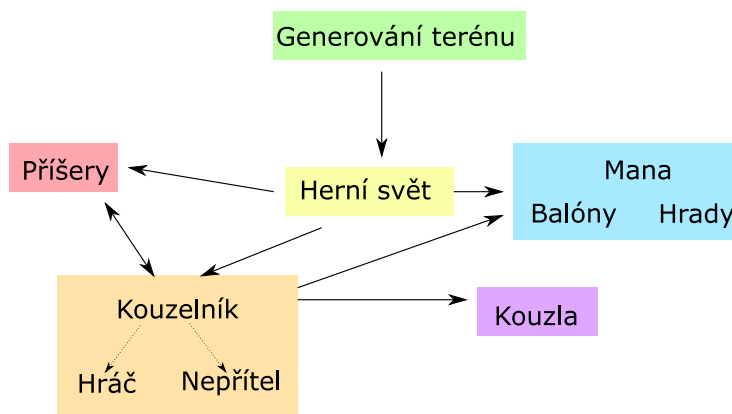 Generování terénu
Příšery
Herní svět
Mana
Balóny Hrady
Kouzelník
Hráč Nepřítel
Kouzla